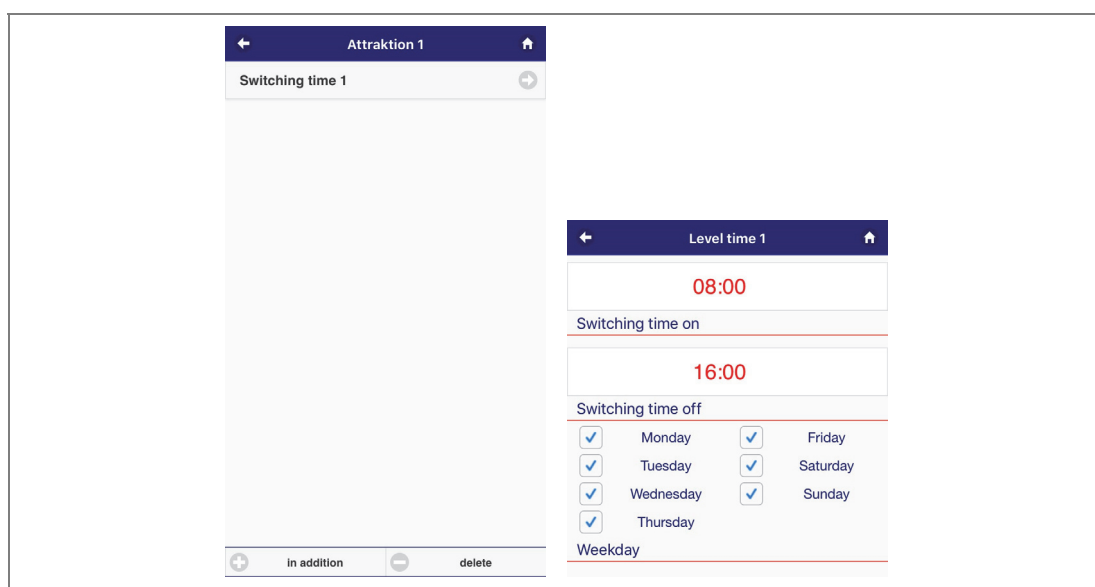 Attraktion 1
Switching time 1
in addition delete
Level time 1
08:00
Switching time on
16:00
Switching time off
Monday Friday
Tuesday Saturday
Wednesday Sunday
Thursday
Weekday